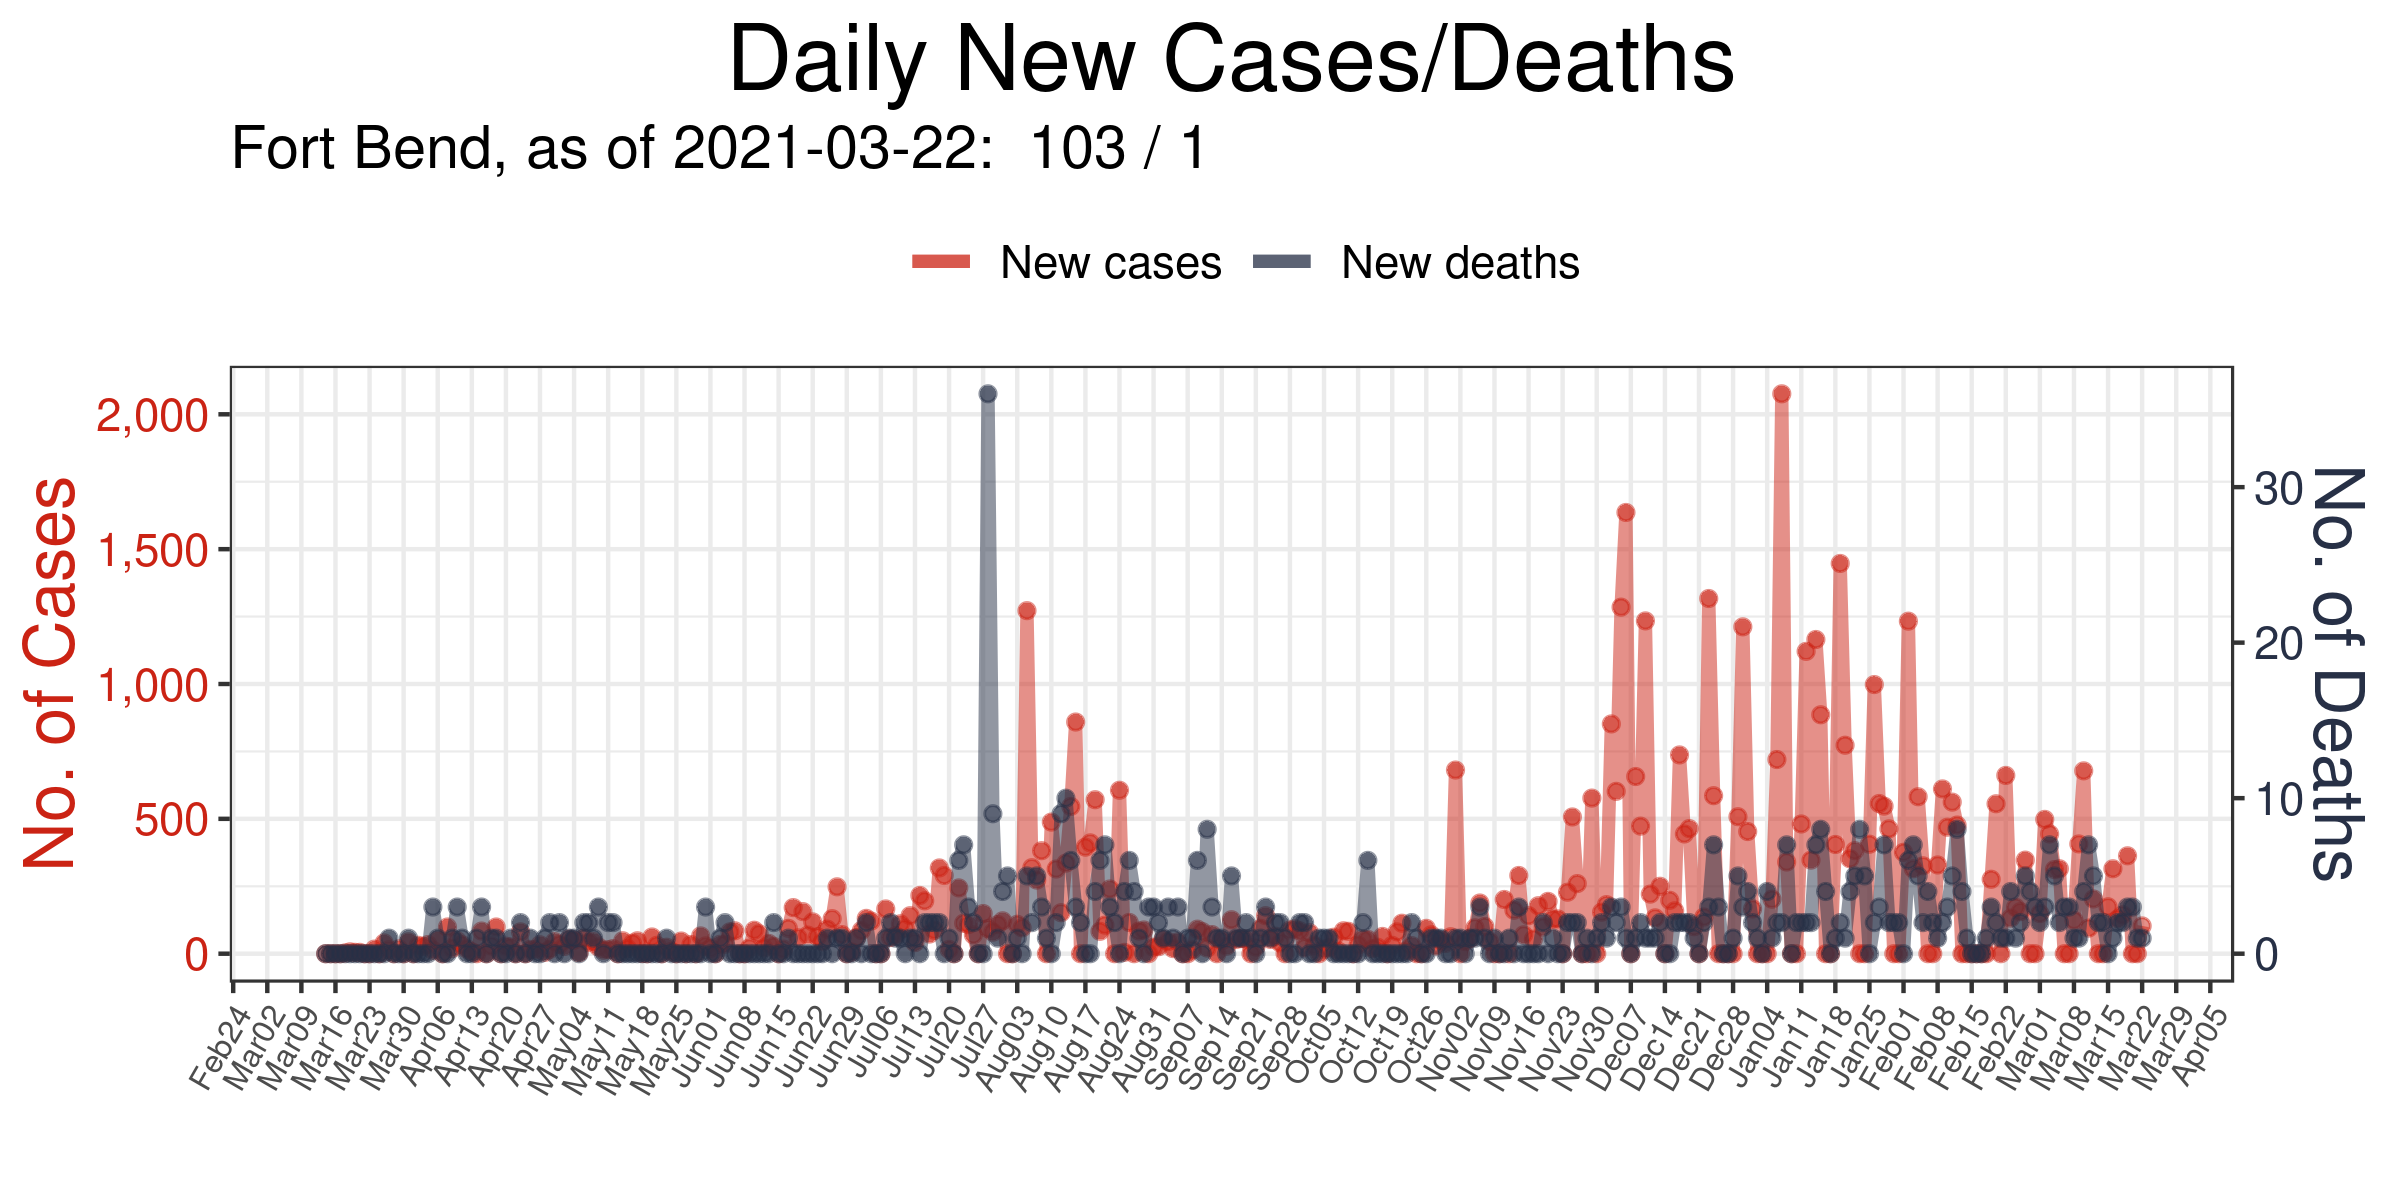 Daily New Cases/Deaths
Fort Bend, as of 2021-03-22:  103 / 1
New cases New deaths
No. of Cases
2,000
1,500
1,000
500
0
30
20
10
0
No. of Deaths
Feb24 Mar02 Mar09 Mar16 Mar23 Mar30 Apr06 Apr13 Apr20 Apr27 May04 May11 May18 May25 Jun01 Jun08 Jun15 Jun22 Jun29 Jul06 Jul13 Jul20 Jul27 Aug03 Aug10 Aug17 Aug24 Aug31 Sep07 Sep14 Sep21 Sep28 Oct05 Oct12 Oct19 Oct26 Nov02 Nov09 Nov16 Nov23 Nov30 Dec07 Dec14 Dec21 Dec28 Jan04 Jan11 Jan18 Jan25 Feb01 Feb08 Feb15 Feb22 Mar01 Mar08 Mar15 Mar22 Mar29 Apr05